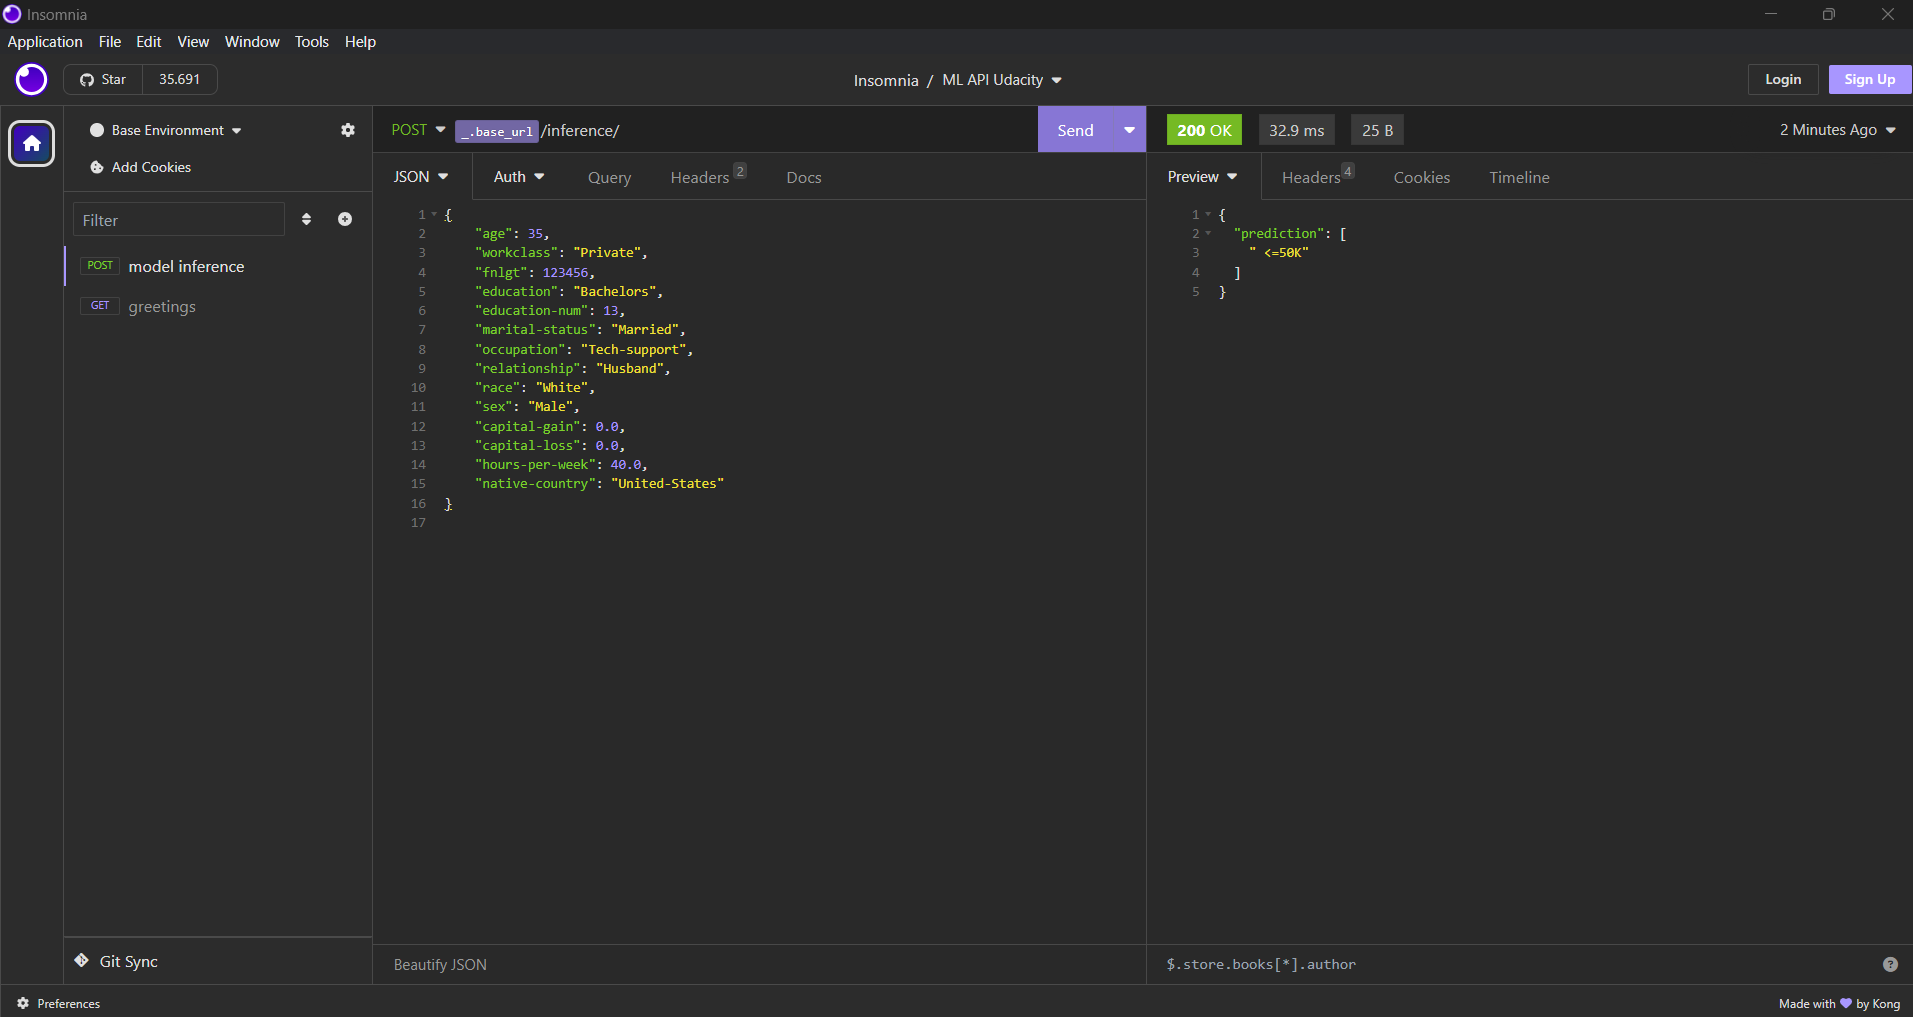 Insomnia
Application File Edit View Window Tools Help
Star 35.691
Insomnia / ML API Udacity
Login Sign Up
Base Environment
Add Cookies
Filter
POST model inference
GET greetings
Git Sync
POST _.base_url /inference/
Send
JSON Auth Query Headers 2 Docs
1 {
2 "age": 35,
3 "workclass": "Private",
4 "fnlgt": 123456,
5 "education": "Bachelors",
6 "education-num": 13,
7 "marital-status": "Married",
8 "occupation": "Tech-support",
9 "relationship": "Husband",
10 "race": "White",
11 "sex": "Male",
12 "capital-gain": 0.0,
13 "capital-loss": 0.0,
14 "hours-per-week": 40.0,
15 "native-country": "United-States"
16 }
17
Beautify JSON
200 OK 32.9 ms 25 B 2 Minutes Ago
Preview Headers 4 Cookies Timeline
1 {
2 "prediction": [
3 " <=50K"
4 ]
5 }
$.store.books[*].author ?
Preferences
Made with by Kong